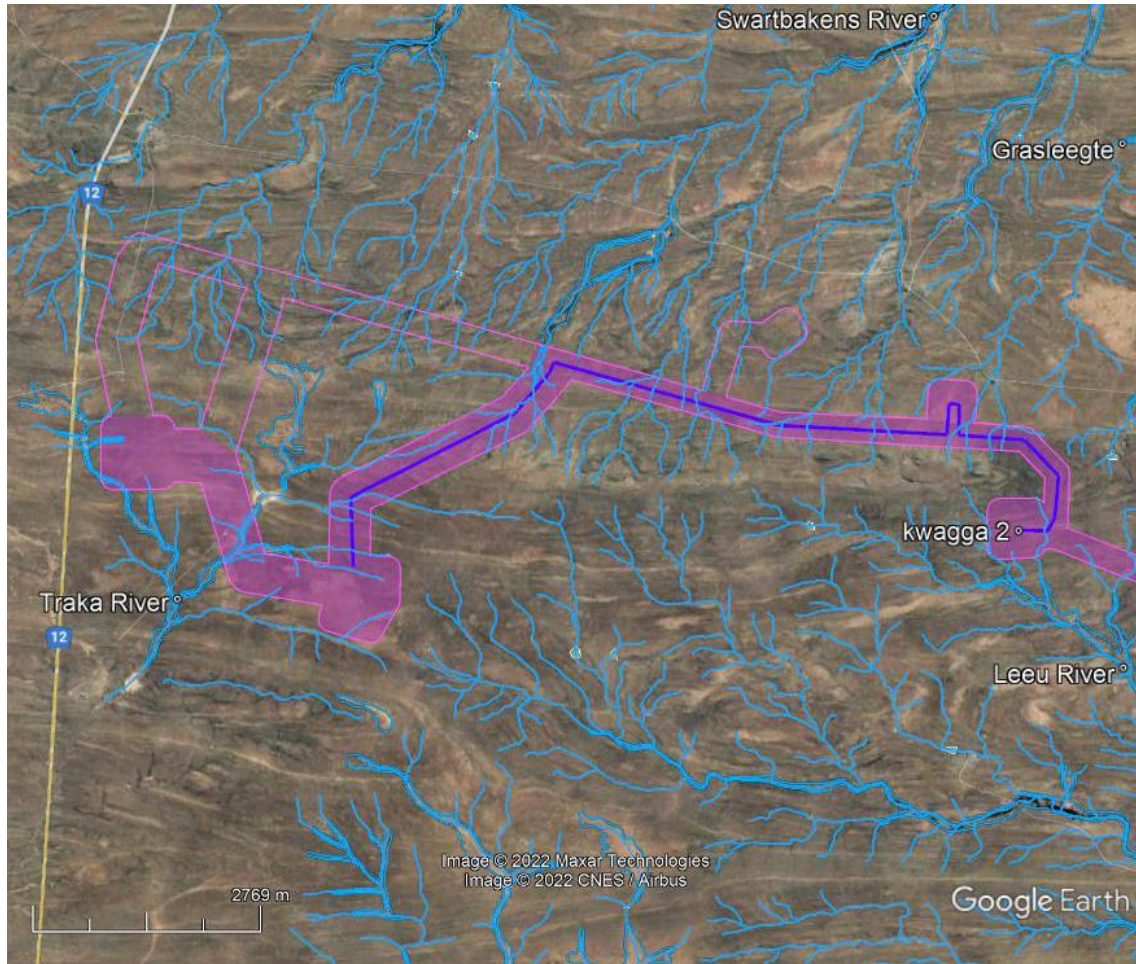 Swartbakens River
Grasleegte
12
kwagga 2
Traka River
12
Leeu River
Image © 2022 Maxar Technologies
Image © 2022 CNES / Airbus
2769 m
Google Earth